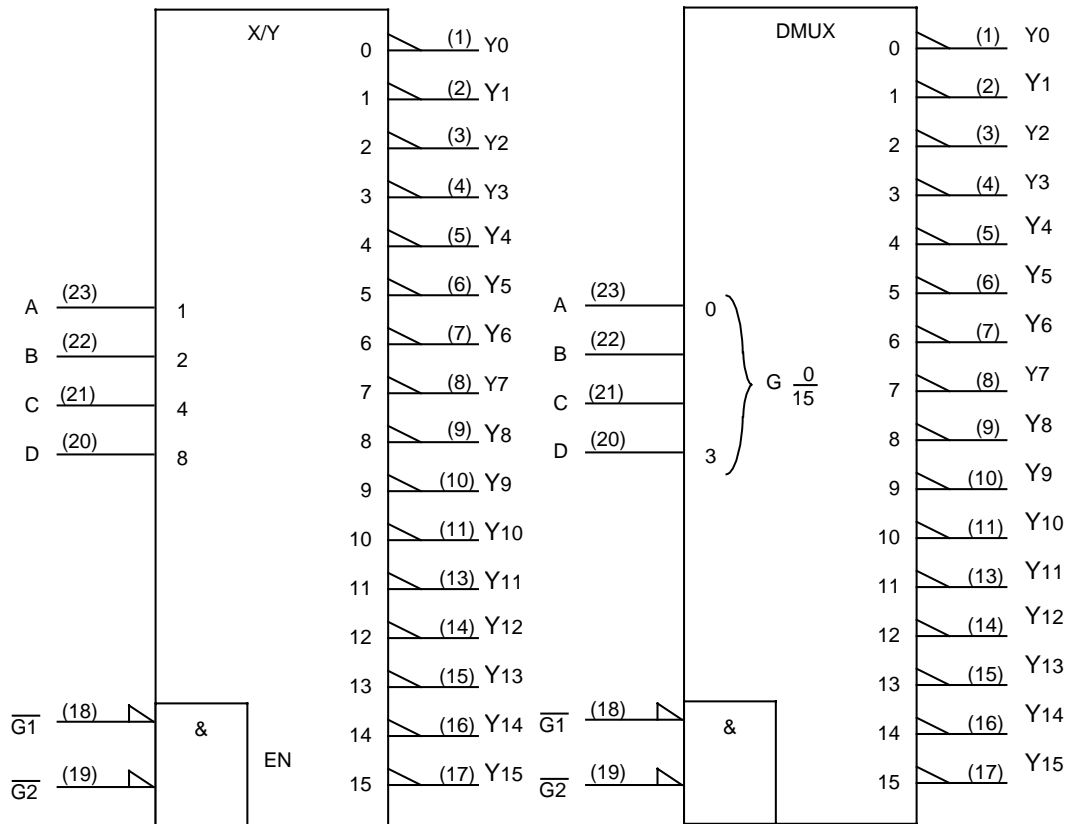 X/Y
0 (1) Y0
1 (2) Y1
2 (3) Y2
3 (4) Y3
4 (5) Y4
5 (6) Y5
6 (7) Y6
7 (8) Y7
8 (9) Y8
9 (10) Y9
10 (11) Y10
11 (13) Y11
12 (14) Y12
13 (15) Y13
14 (16) Y14
15 (17) Y15
A (23) 1
B (22) 2
C (21) 4
D (20) 8
G̅1̅ (18) &
EN
G̅2̅ (19)
DMUX
0 (1) Y0
1 (2) Y1
2 (3) Y2
3 (4) Y3
4 (5) Y4
5 (6) Y5
6 (7) Y6
7 (8) Y7
8 (9) Y8
9 (10) Y9
10 (11) Y10
11 (13) Y11
12 (14) Y12
13 (15) Y13
14 (16) Y14
15 (17) Y15
A (23) 0
B (22)
C (21)
D (20) 3
G 0
15
G̅1̅ (18) &
G̅2̅ (19)